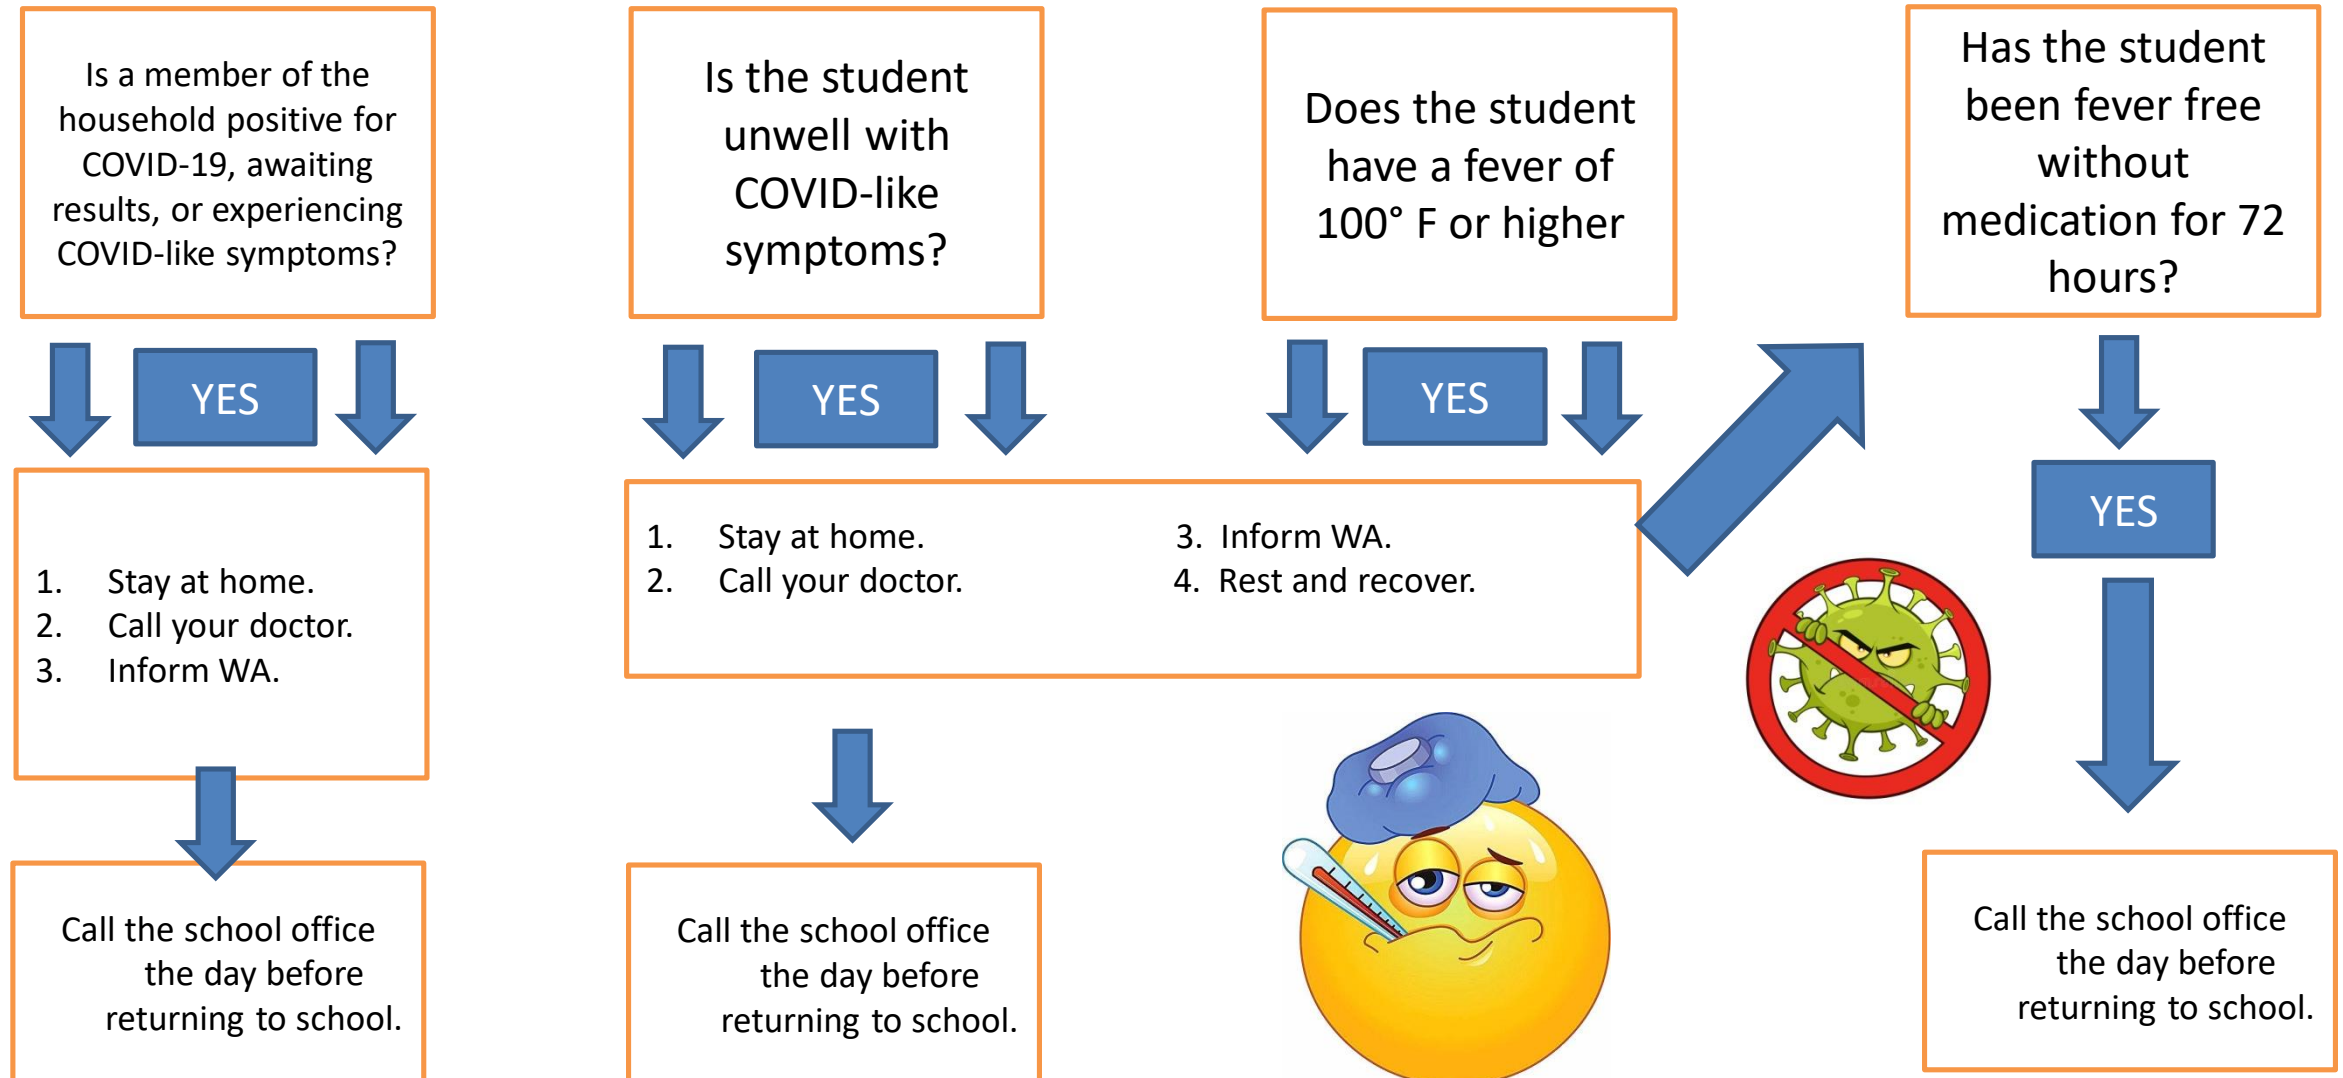 Is a member of the
household positive for
COVID-19, awaiting
results, or experiencing
COVID-like symptoms?
YES
1. Stay at home.
2. Call your doctor.
3. Inform WA.
Call the school office
the day before
returning to school.
Is the student
unwell with
COVID-like
symptoms?
YES
Does the student
have a fever of
100° F or higher
YES
1. Stay at home.
2. Call your doctor.
3. Inform WA.
4. Rest and recover.
Call the school office
the day before
returning to school.
Has the student
been fever free
without
medication for 72
hours?
YES
Call the school office
the day before
returning to school.